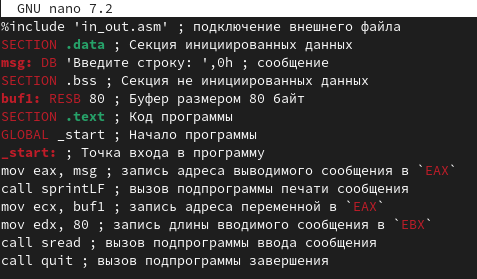 GNU nano 7.2
%include 'in_out.asm' ; подключение внешнего файла
SECTION .data ; Секция инициированных данных
msg: DB 'Введите строку: ',0h ; сообщение
SECTION .bss ; Секция не инициированных данных
buf1: RESB 80 ; Буфер размером 80 байт
SECTION .text ; Код программы
GLOBAL _start ; Начало программы
_start: ; Точка входа в программу
mov eax, msg ; запись адреса выводимого сообщения в `EAX`
call sprintLF ; вызов подпрограммы печати сообщения
mov ecx, buf1 ; запись адреса переменной в `EAX`
mov edx, 80 ; запись длины вводимого сообщения в `EBX`
call sread ; вызов подпрограммы ввода сообщения
call quit ; вызов подпрограммы завершения